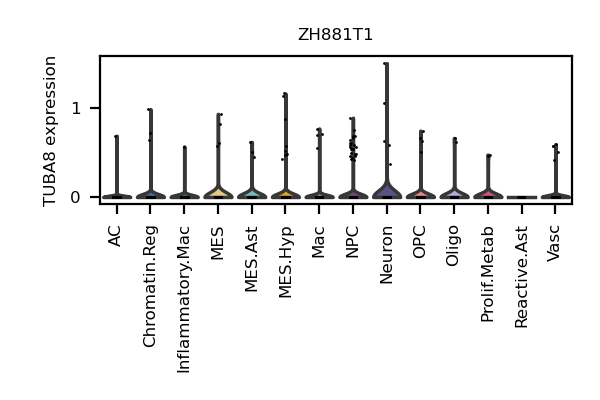 ZH881T1
TUBA8 expression
1
0
AC
Chromatin.Reg
Inflammatory.Mac
MES
MES.Ast
MES.Hyp
Mac
NPC
Neuron
OPC
Oligo
Prolif.Metab
Reactive.Ast
Vasc